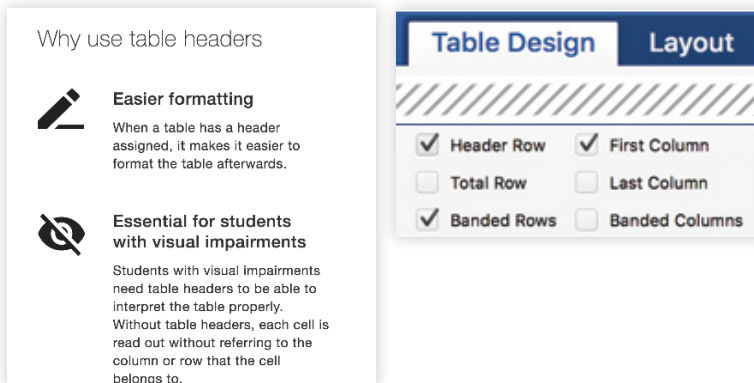 Why use table headers
Easier formatting
When a table has a header
assigned, it makes it easier to
format the table afterwards.
Essential for students
with visual impairments
Students with visual impairments
need table headers to be able to
interpret the table properly.
Without table headers, each cell is
read out without referring to the
column or row that the cell
belongs to.
Table Design Layout
Header Row First Column
Total Row Last Column
Banded Rows Banded Columns